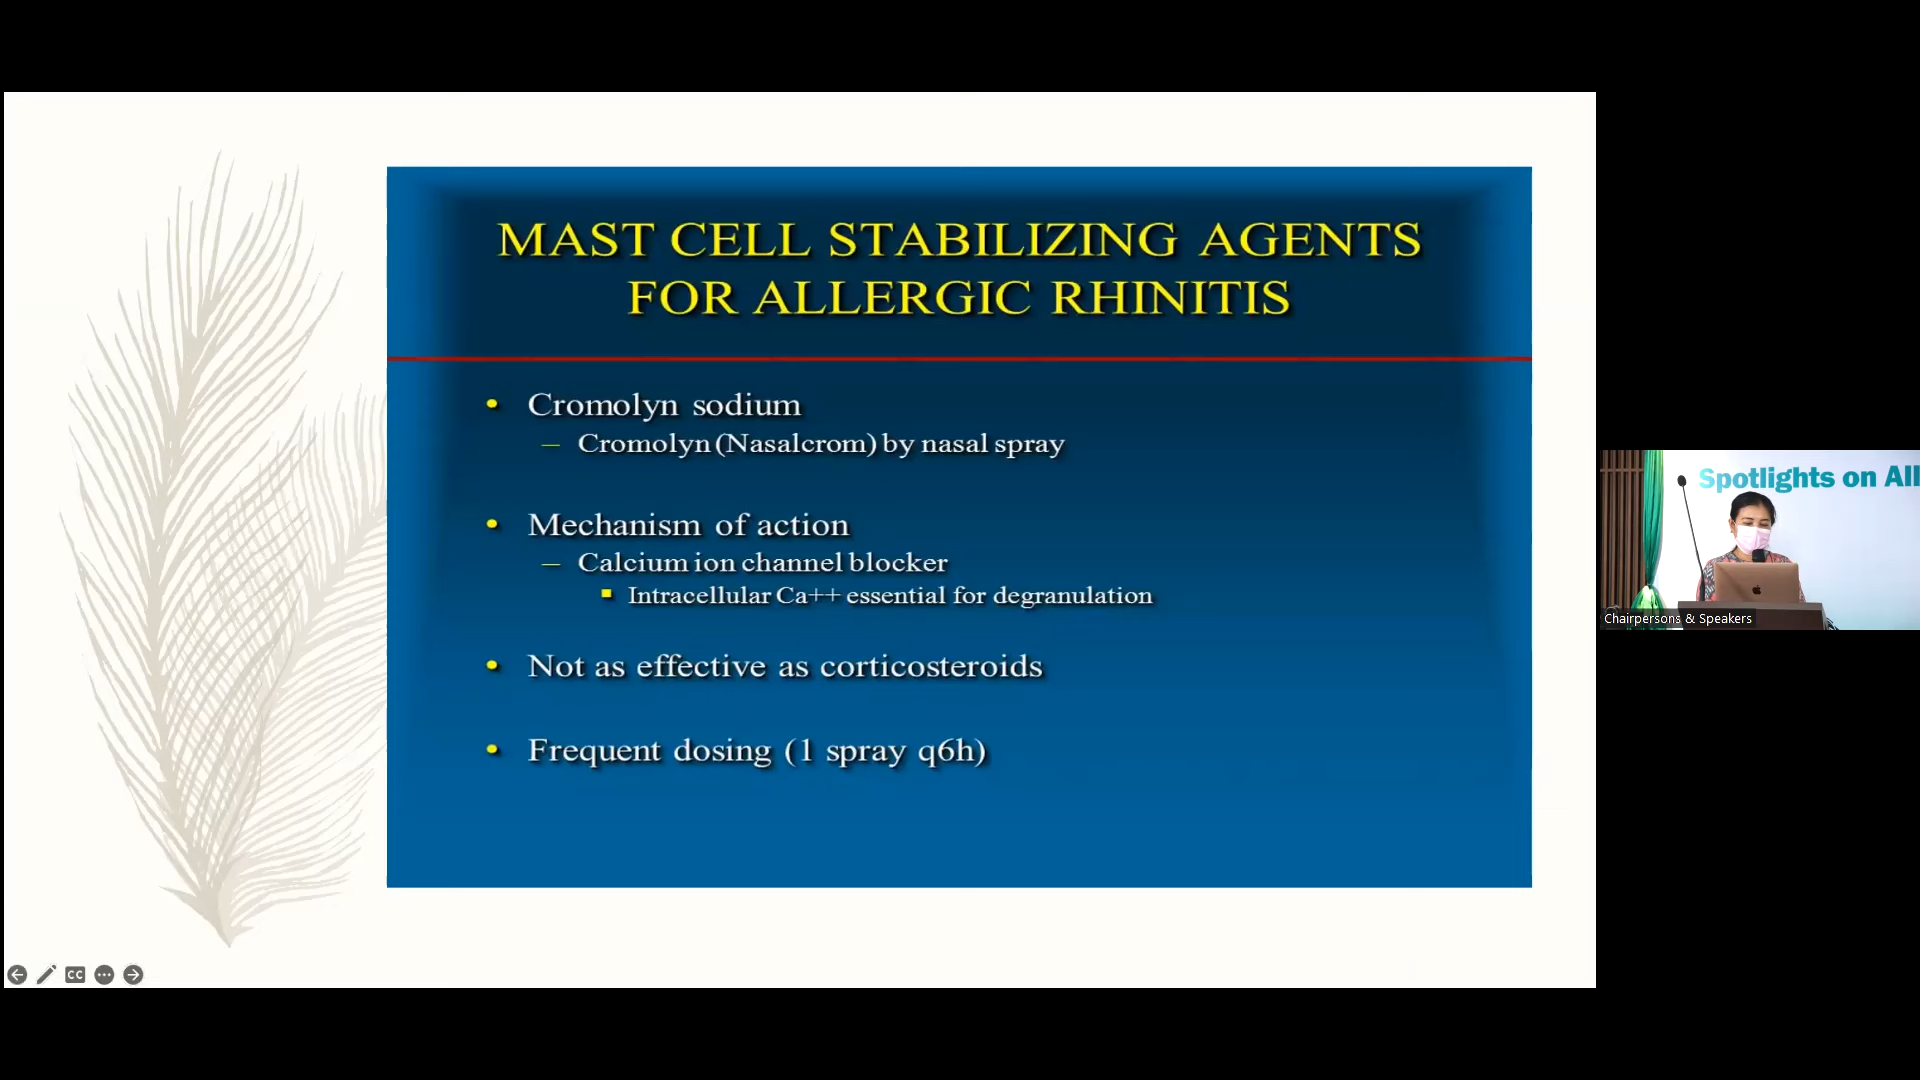 MAST CELL STABILIZING AGENTS
FOR ALLERGIC RHINITIS
• Cromolyn sodium
– Cromolyn (Nasalcrom) by nasal spray
• Mechanism of action
– Calcium ion channel blocker
▪ Intracellular Ca++ essential for degranulation
• Not as effective as corticosteroids
• Frequent dosing (1 spray q6h)
CC
Spotlights on All
Chairpersons & Speakers